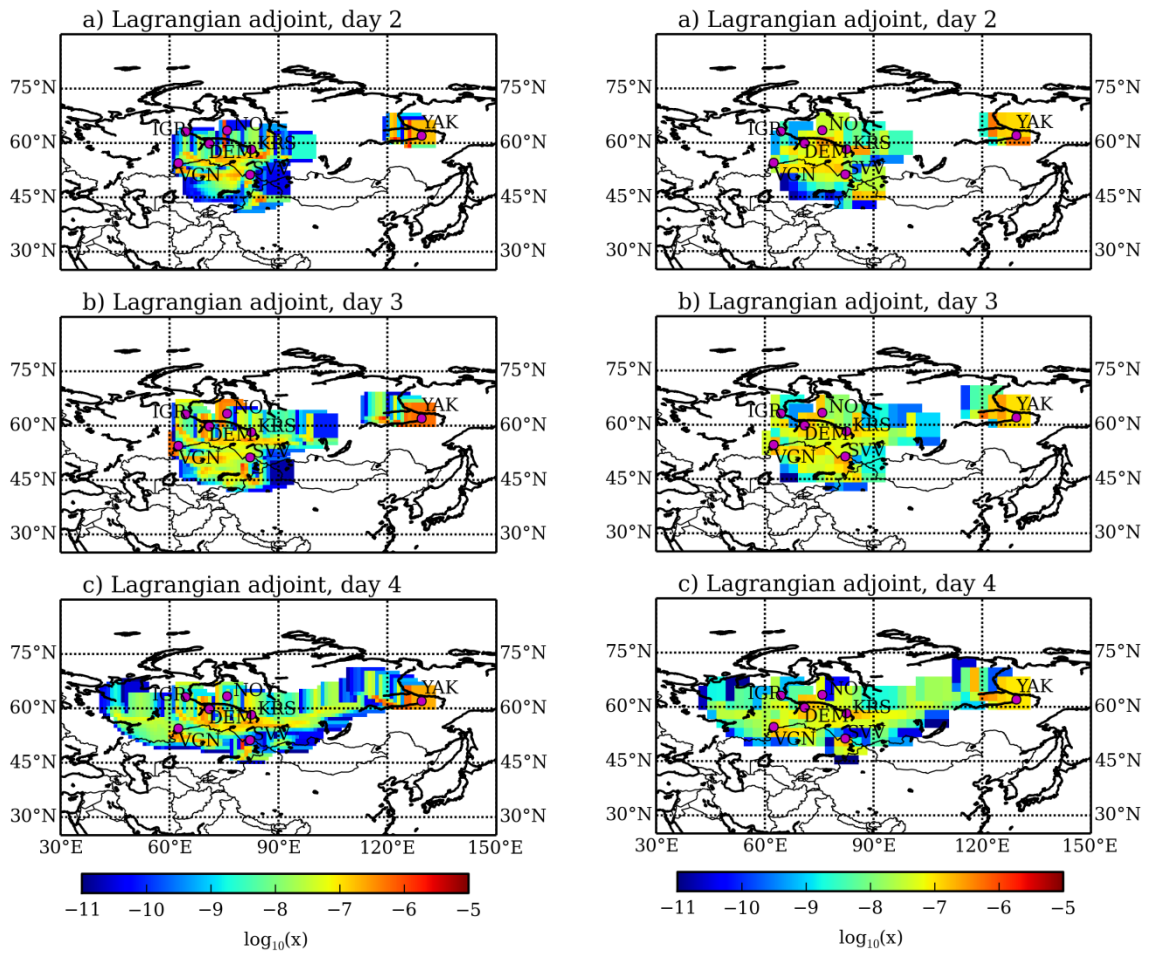 a) Lagrangian adjoint, day 2
75°N
60°N
45°N
30°N
IGR
NOY
DEM
KRS
VGN
SVV
YAK
75°N
60°N
45°N
30°N
b) Lagrangian adjoint, day 3
75°N
60°N
45°N
30°N
IGR
NOY
DEM
KRS
VGN
SVV
YAK
75°N
60°N
45°N
30°N
c) Lagrangian adjoint, day 4
75°N
60°N
45°N
30°N
IGR
NOY
DEM
KRS
VGN
SVV
YAK
75°N
60°N
45°N
30°N
30°E 60°E 90°E 120°E 150°E
−11 −10 −9 −8 −7 −6 −5
log₁₀(x)
a) Lagrangian adjoint, day 2
75°N
60°N
45°N
30°N
IGR
NOY
DEM
KRS
VGN
SVV
YAK
75°N
60°N
45°N
30°N
b) Lagrangian adjoint, day 3
75°N
60°N
45°N
30°N
IGR
NOY
DEM
KRS
VGN
SVV
YAK
75°N
60°N
45°N
30°N
c) Lagrangian adjoint, day 4
75°N
60°N
45°N
30°N
IGR
NOY
DEM
KRS
VGN
SVV
YAK
75°N
60°N
45°N
30°N
30°E 60°E 90°E 120°E 150°E
−11 −10 −9 −8 −7 −6 −5
log₁₀(x)